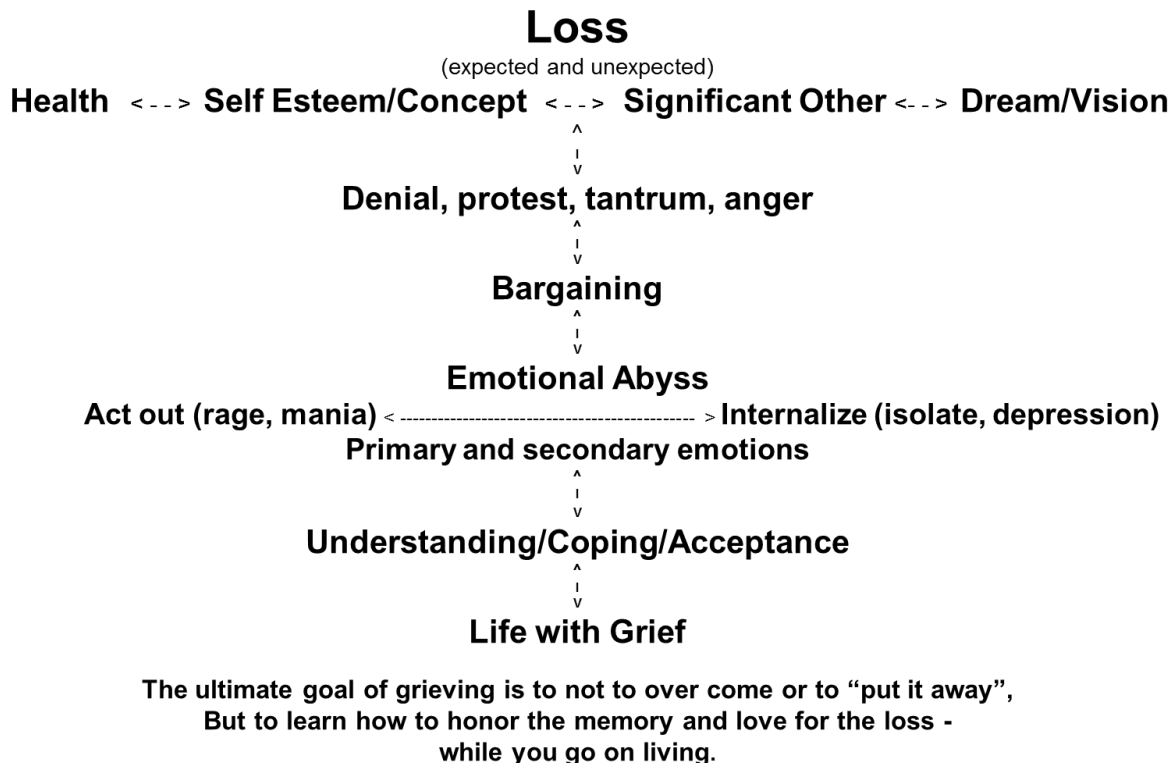 Loss
(expected and unexpected)
Health <--> Self Esteem/Concept <--> Significant Other <--> Dream/Vision
^
ı
v
Denial, protest, tantrum, anger
^
ı
v
Bargaining
^
ı
v
Emotional Abyss
Act out (rage, mania) < ------------------------------------------------ > Internalize (isolate, depression)
Primary and secondary emotions
^
ı
v
Understanding/Coping/Acceptance
^
ı
v
Life with Grief
The ultimate goal of grieving is to not to over come or to “put it away”,
But to learn how to honor the memory and love for the loss -
while you go on living.